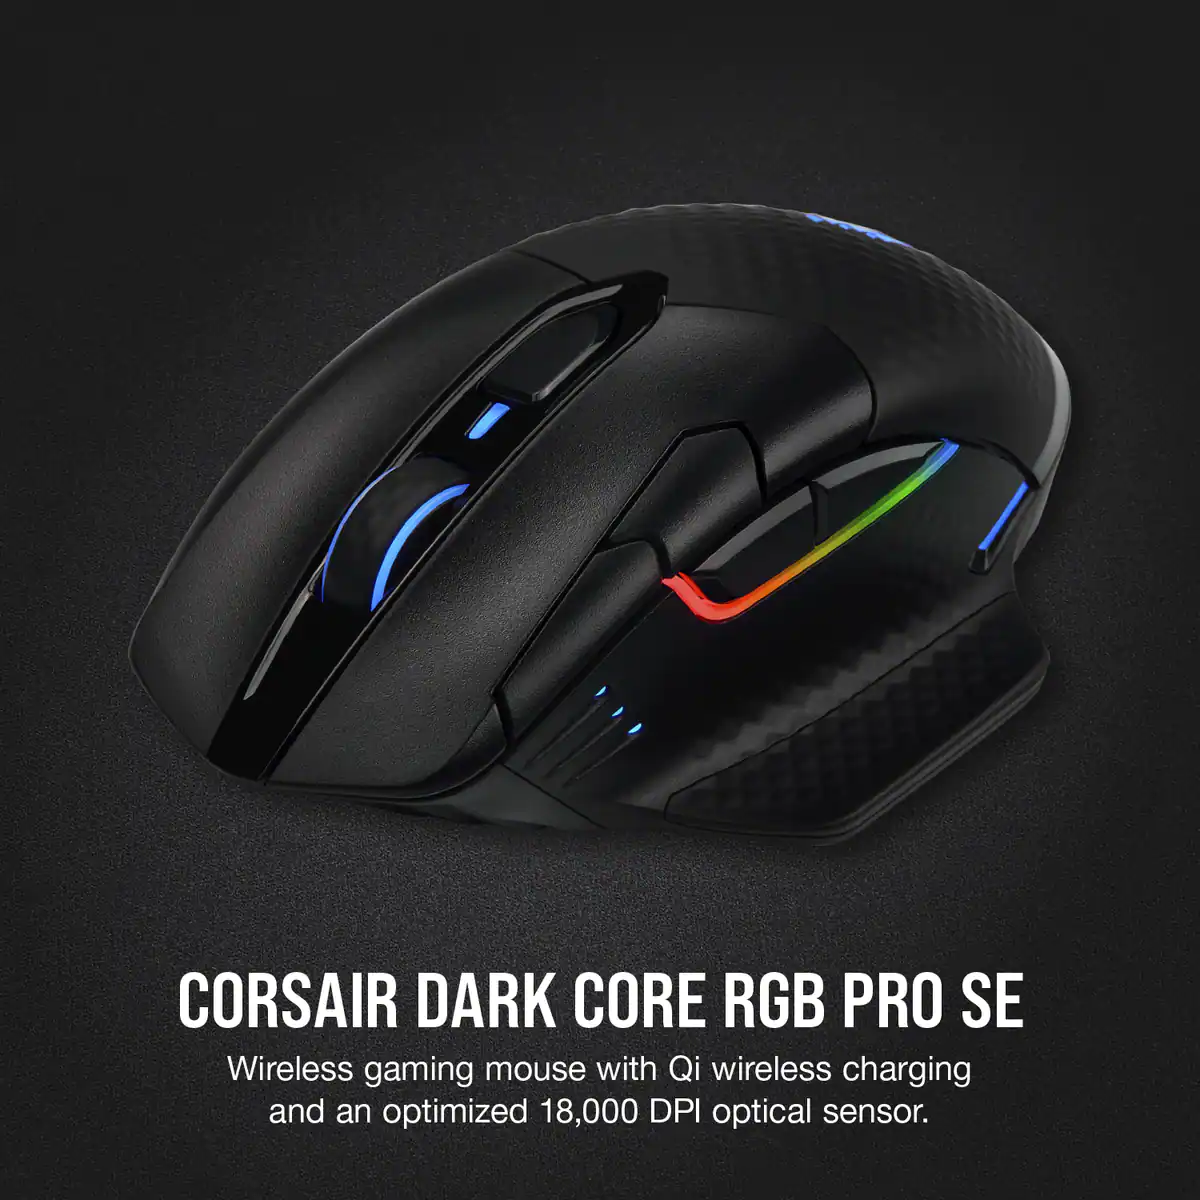 CORSAIR DARK CORE RGB PRO SE
Wireless gaming mouse with Qi wireless charging
and an optimized 18,000 DPI optical sensor.